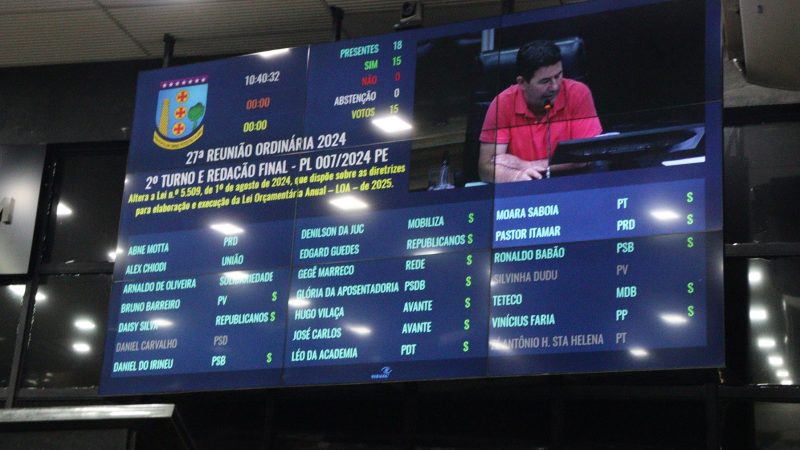 10:40:32
00:00
00:00
PRESENTES 18
SIM 15
NÃO 0
ABSTENÇÃO 0
VOTOS 15
27ª REUNIÃO ORDINÁRIA 2024
2º TURNO E REDAÇÃO FINAL - PL 007/2024 PE
Altera a Lei n.º 5.509, de 1º de agosto de 2024, que dispõe sobre as diretrizes
para elaboração e execução da Lei Orçamentária Anual – LOA – de 2025.
ABNE MOTTA PRD
ALEX CHIODI UNIÃO
ARNALDO DE OLIVEIRA SOLIDARIEDADE
BRUNO BARREIRO PV S
DAISY SILVA REPUBLICANOS S
DANIEL CARVALHO PSD
DANIEL DO IRINEU PSB S
DENILSON DA JUC MOBILIZA S
EDGARD GUEDES REPUBLICANOS S
GEGÊ MARRECO REDE S
GLÓRIA DA APOSENTADORIA PSDB S
HUGO VILAÇA AVANTE S
JOSÉ CARLOS AVANTE S
LÉO DA ACADEMIA PDT S
MOARA SABOIA PT S
PASTOR ITAMAR PRD S
RONALDO BABÃO PSB S
SILVINHA DUDU PV
TETECO MDB S
VINÍCIUS FARIA PP S
ANTÔNIO H. STA HELENA PT